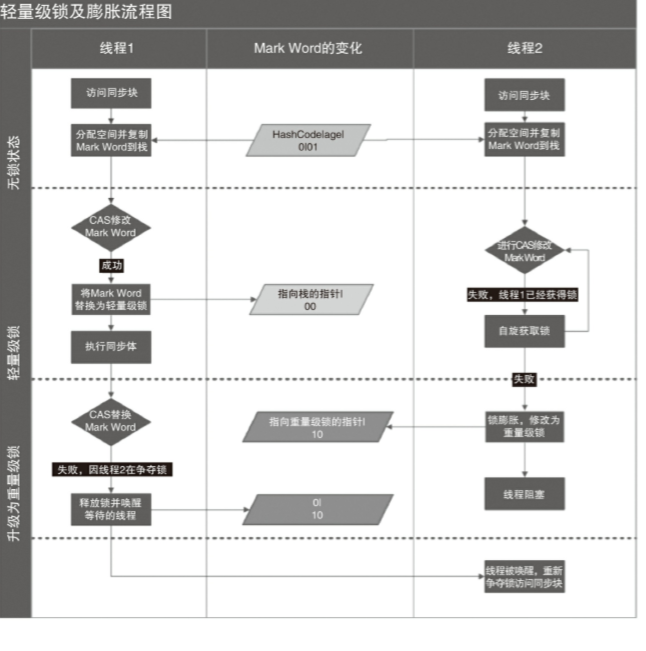 轻量级锁及膨胀流程图
线程1
Mark Word的变化
线程2
无锁状态
访问同步块
访问同步块
分配空间并复制
Mark Word到栈
HashCodelagel
0l01
分配空间并复制
Mark Word到栈
轻量级锁
CAS修改
Mark Word
成功
将Mark Word
替换为轻量级锁
指向栈的指针l
00
执行同步体
进行CAS修改
Mark Word
失败，线程1已经获得锁
自旋获取锁
失败
升级为重量级锁
CAS替换
Mark Word
失败，因线程2在争夺锁
释放锁并唤醒
等待的线程
指向重量级锁的指针l
10
0l
10
锁膨胀，修改为
重量级锁
线程阻塞
线程被唤醒，重新
争夺锁访问同步块